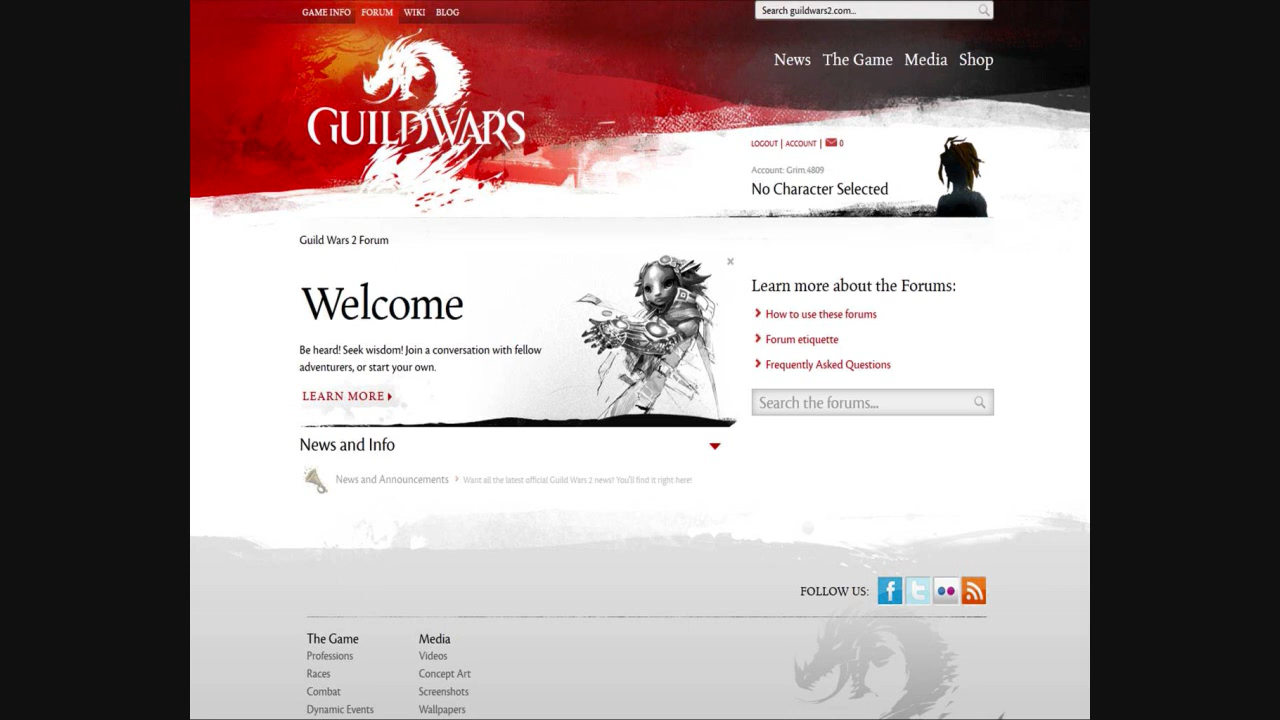 GAME INFO FORUM WIKI BLOG
Search guildwars2.com...
News The Game Media Shop
GUILDWARS
LOGOUT | ACCOUNT | 0
Account: Grim.4809
No Character Selected
Guild Wars 2 Forum
Welcome
Be heard! Seek wisdom! Join a conversation with fellow
adventurers, or start your own.
LEARN MORE
Learn more about the Forums:
How to use these forums
Forum etiquette
Frequently Asked Questions
Search the forums...
News and Info
News and Announcements › Want all the latest official Guild Wars 2 news? You'll find it right here!
FOLLOW US:
The Game
Professions
Races
Combat
Dynamic Events
Media
Videos
Concept Art
Screenshots
Wallpapers